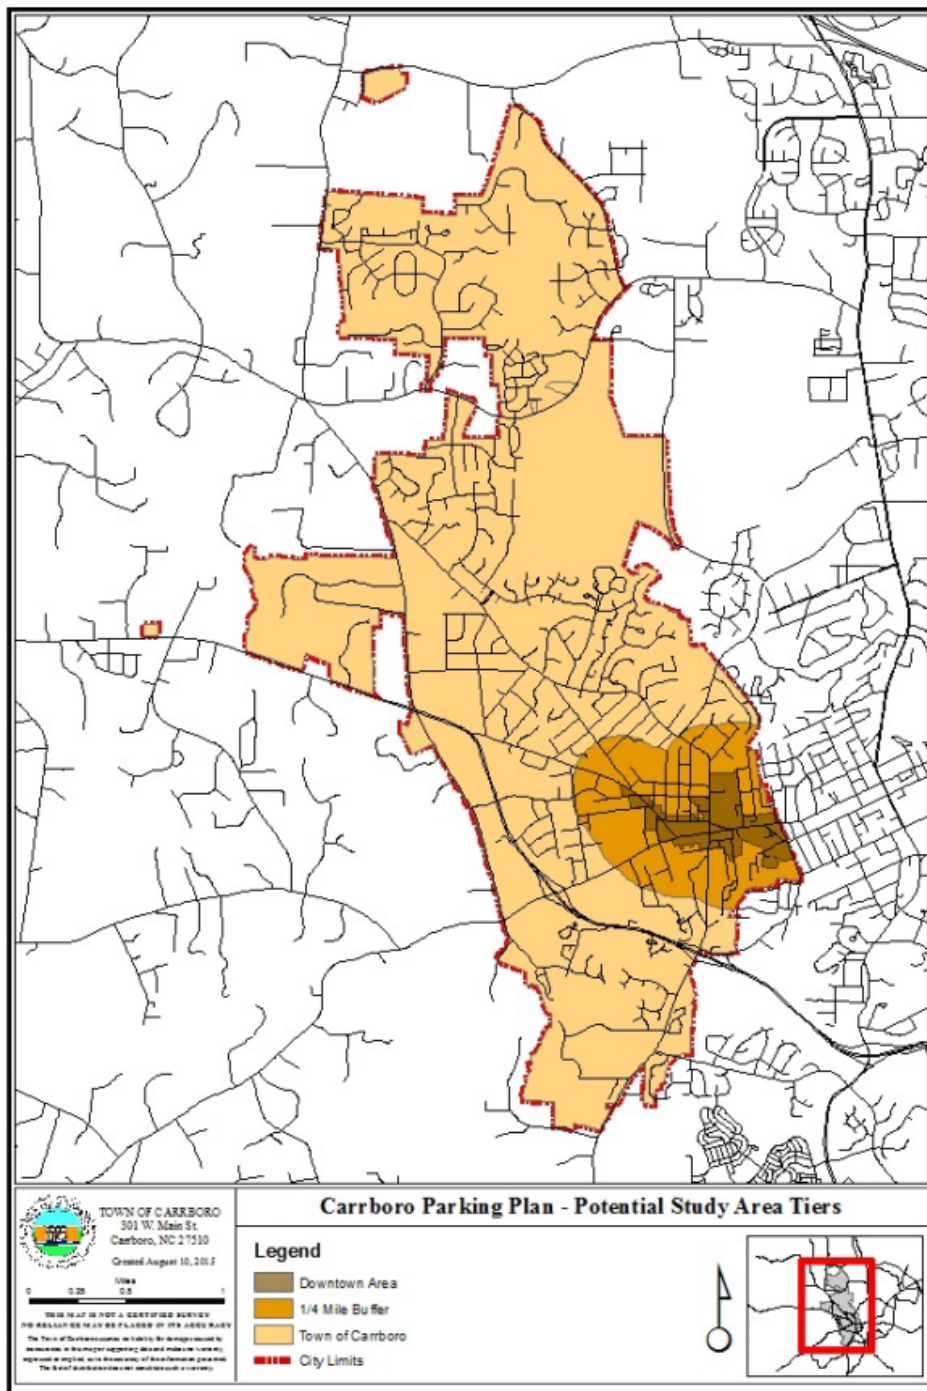 TOWN OF CARRBORO
301 W. Main St.
Carrboro, NC 27510
Created August 10, 2015
Miles
0 0.25 0.5 1
THIS MAP IS NOT A CERTIFIED SURVEY
NO RELIANCE MAY BE PLACED IN ITS ACCURACY
Carrboro Parking Plan - Potential Study Area Tiers
Legend
Downtown Area
1/4 Mile Buffer
Town of Carrboro
City Limits